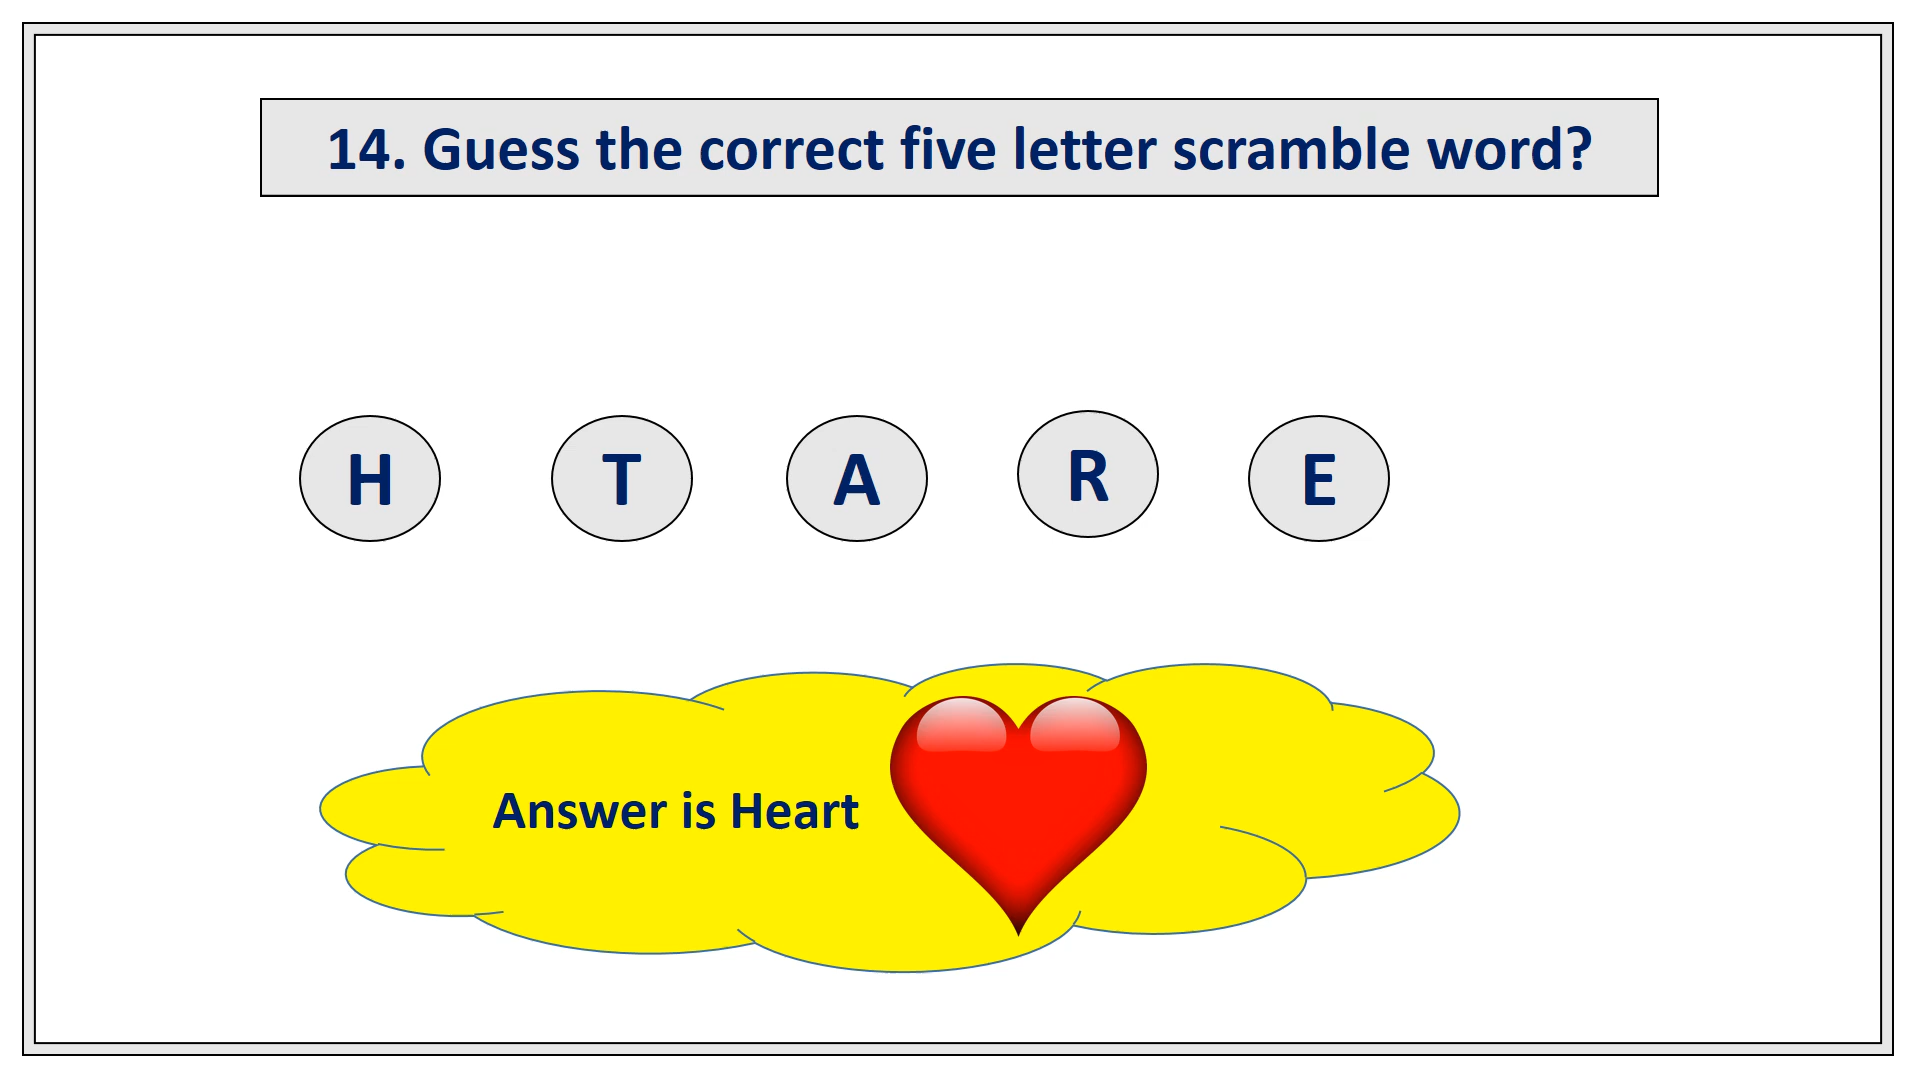 14. Guess the correct five letter scramble word?
H T A R E
Answer is Heart